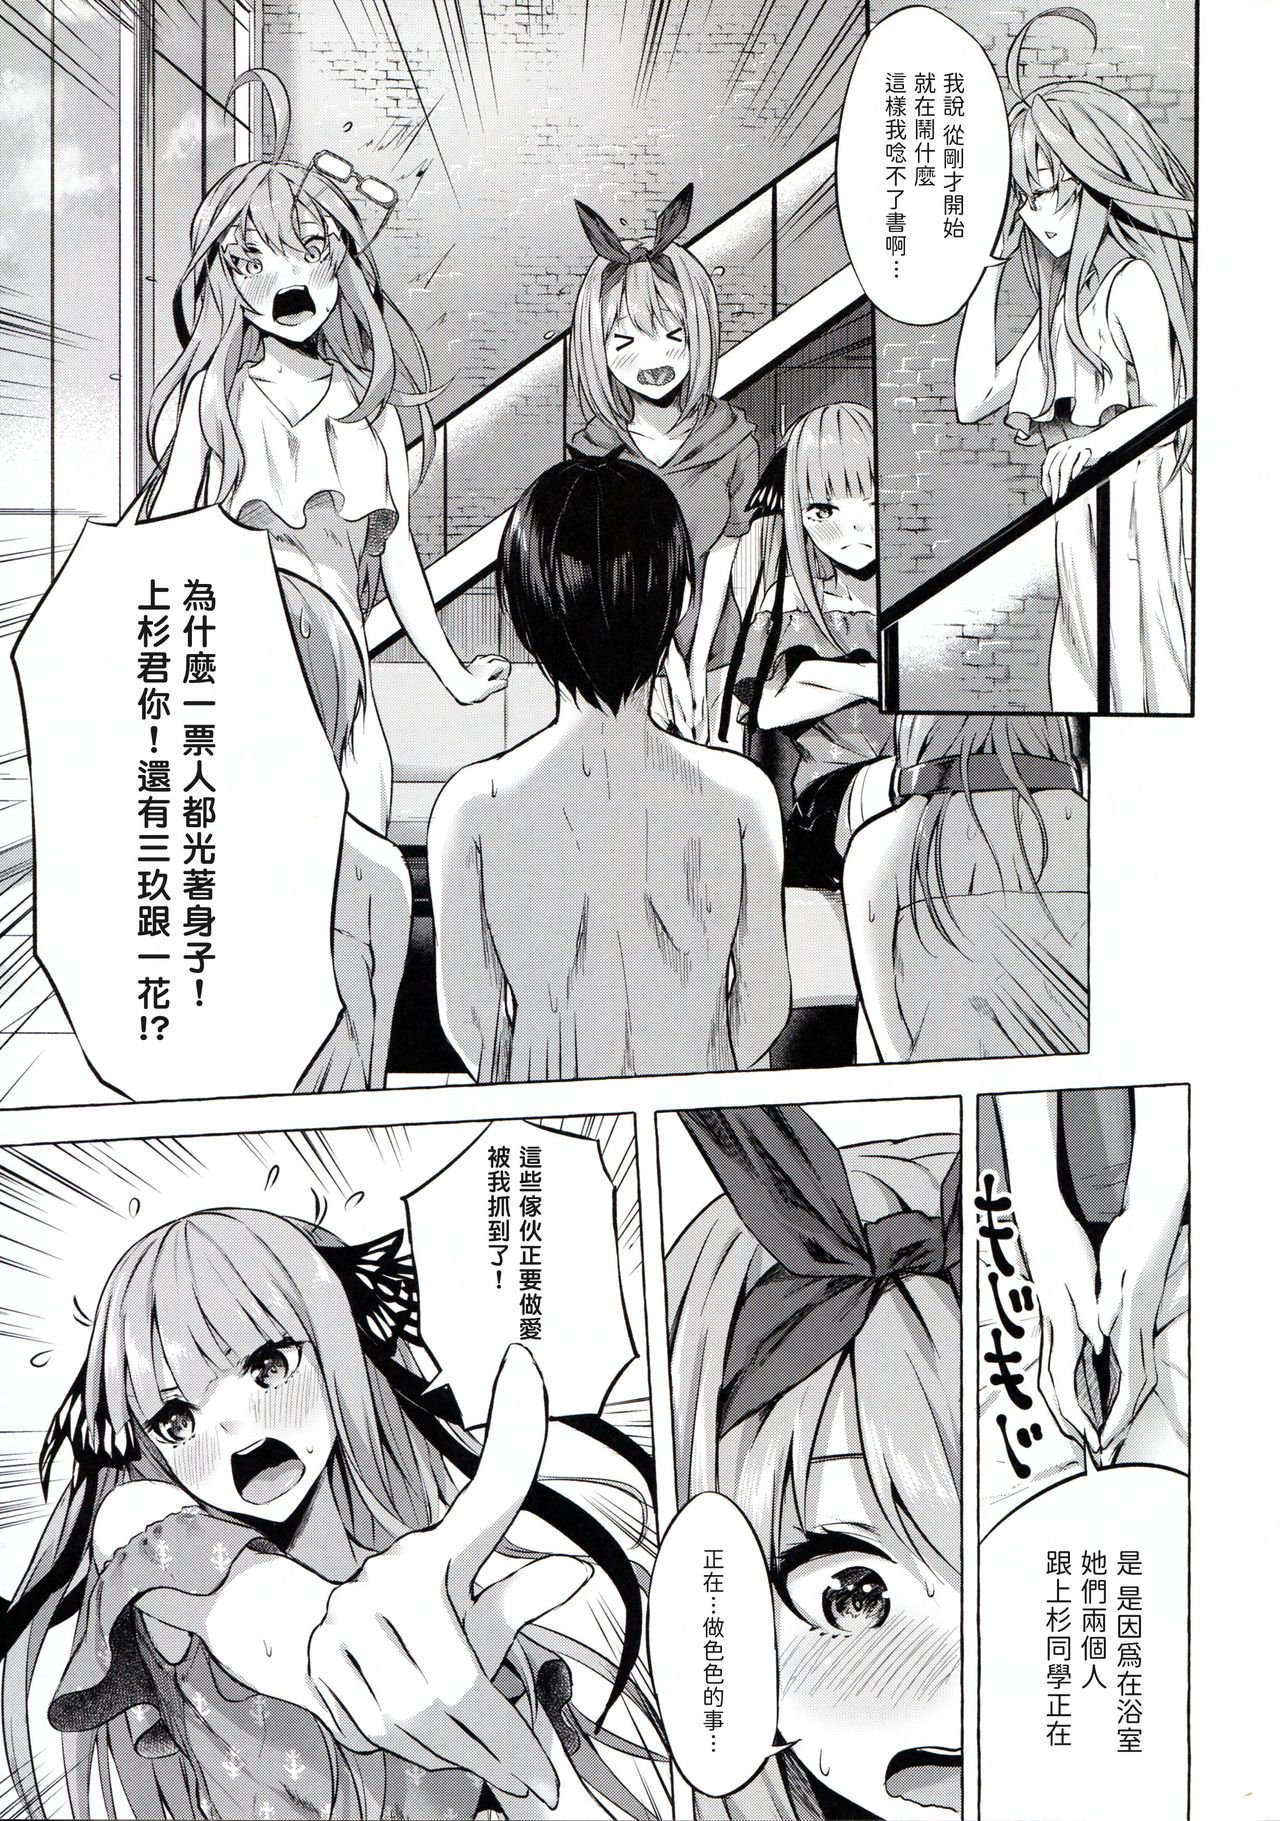 我說 從剛才開始
就在鬧什麼
這樣我唸不了書啊…
為什麼一票人都光著身子！
上杉君你！還有三玖跟一花!?
もじもじ
是 是因為在浴室
她們兩個人
跟上杉同學正在
正在…做色色的事…
這些傢伙正要做愛
被我抓到了！